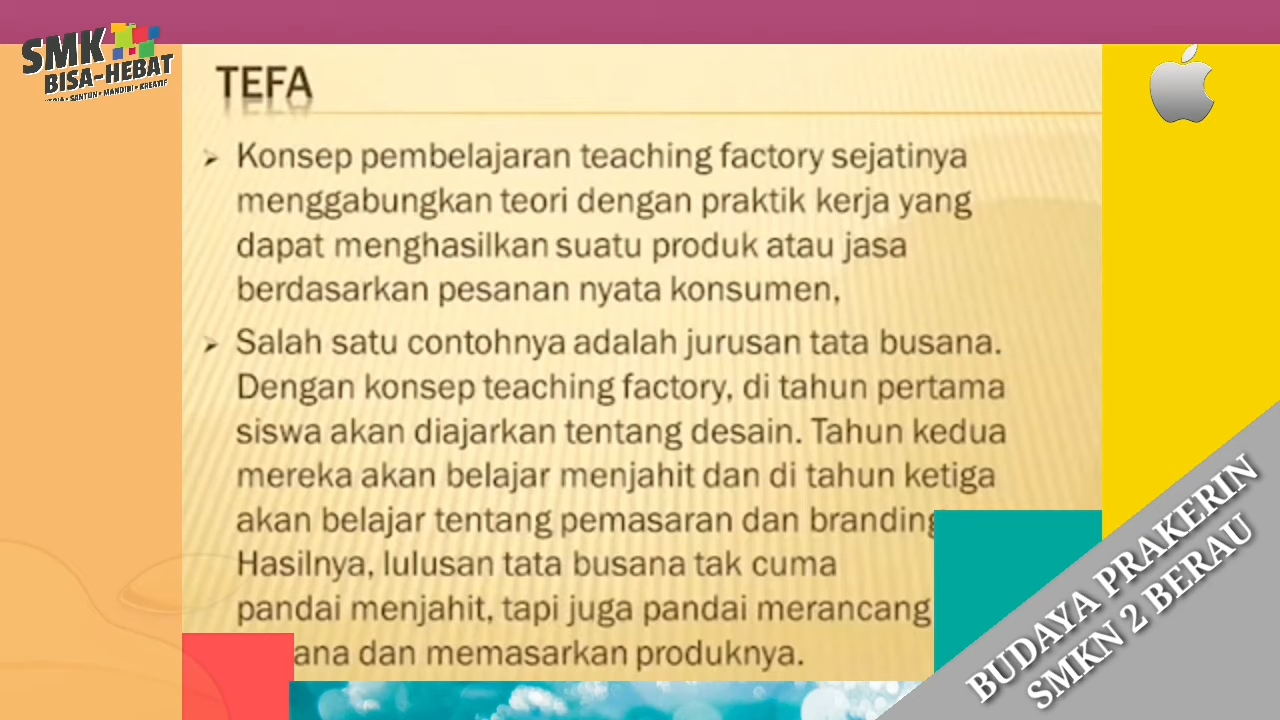 SMK
BISA-HEBAT
SANTUN • MANDIRI • KREATIF
TEFA
Konsep pembelajaran teaching factory sejatinya
menggabungkan teori dengan praktik kerja yang
dapat menghasilkan suatu produk atau jasa
berdasarkan pesanan nyata konsumen,
Salah satu contohnya adalah jurusan tata busana.
Dengan konsep teaching factory, di tahun pertama
siswa akan diajarkan tentang desain. Tahun kedua
mereka akan belajar menjahit dan di tahun ketiga
akan belajar tentang pemasaran dan branding
Hasilnya, lulusan tata busana tak cuma
pandai menjahit, tapi juga pandai merancang
ana dan memasarkan produknya.
BUDAYA PRAKERIN
SMKN 2 BERAU